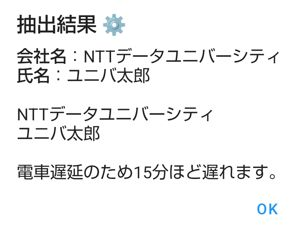 抽出結果 ⚙️
会社名：NTTデータユニバーシティ
氏名：ユニバ太郎
NTTデータユニバーシティ
ユニバ太郎
電車遅延のため15分ほど遅れます。
OK